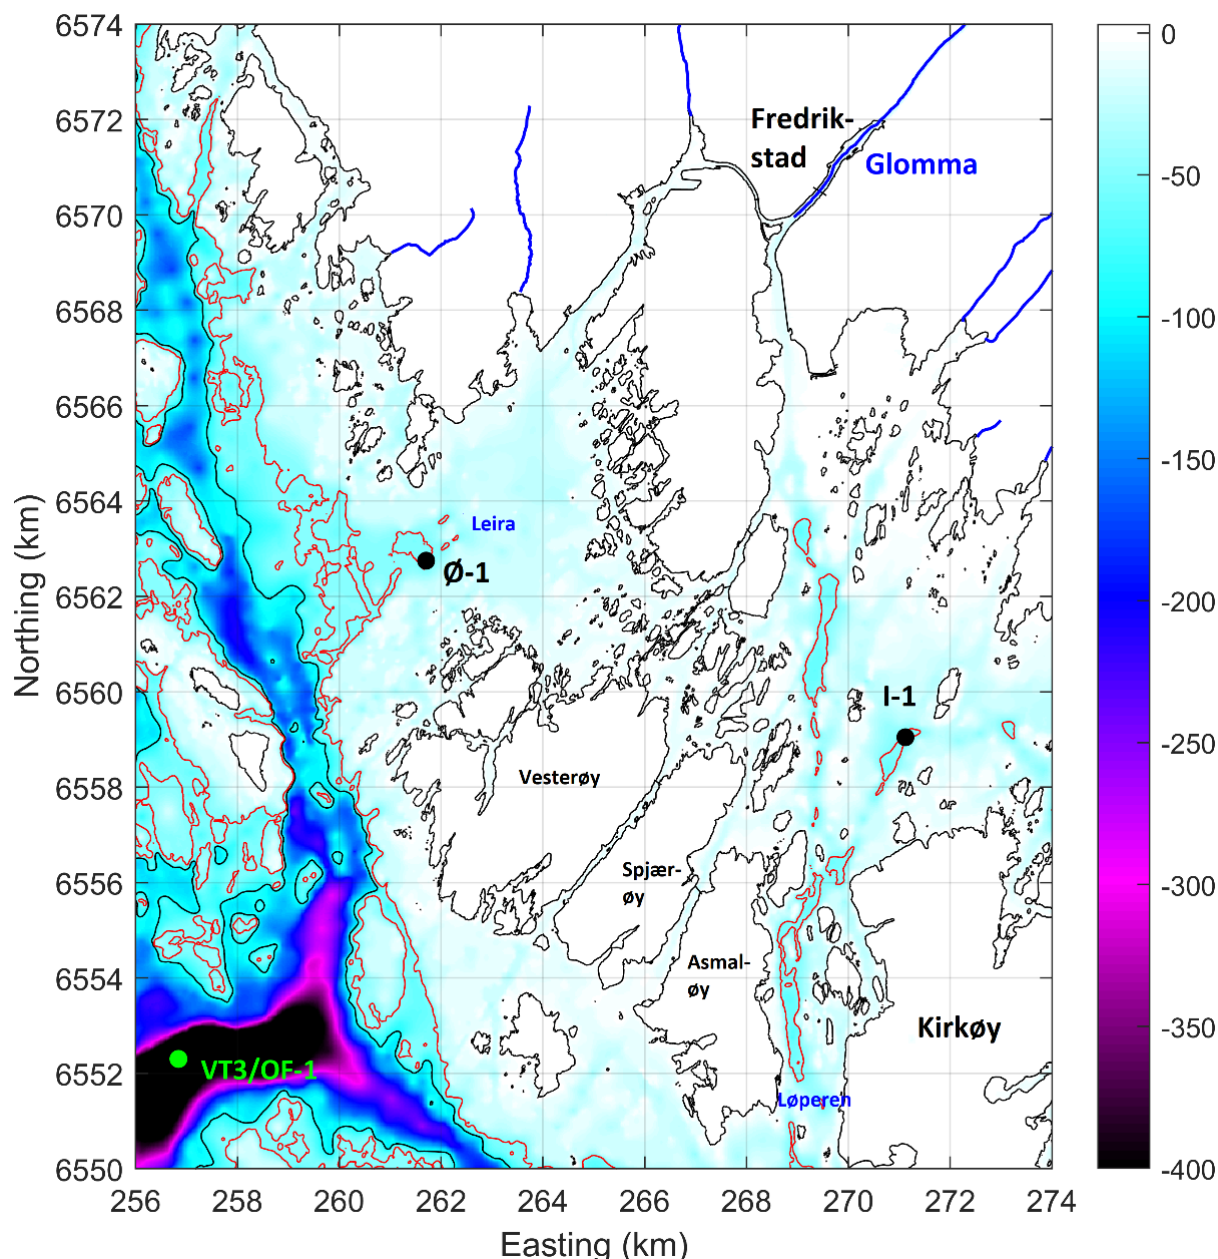 6574
6572
6570
6568
6566
6564
6562
6560
6558
6556
6554
6552
6550
Northing (km)
256
258
260
262
264
266
268
270
272
274
Easting (km)
Fredrik-
stad
Glomma
Leira
Ø-1
I-1
Vesterøy
Spjær-
øy
Asmal-
øy
Kirkøy
VT3/OF-1
Løperen
0
-50
-100
-150
-200
-250
-300
-350
-400